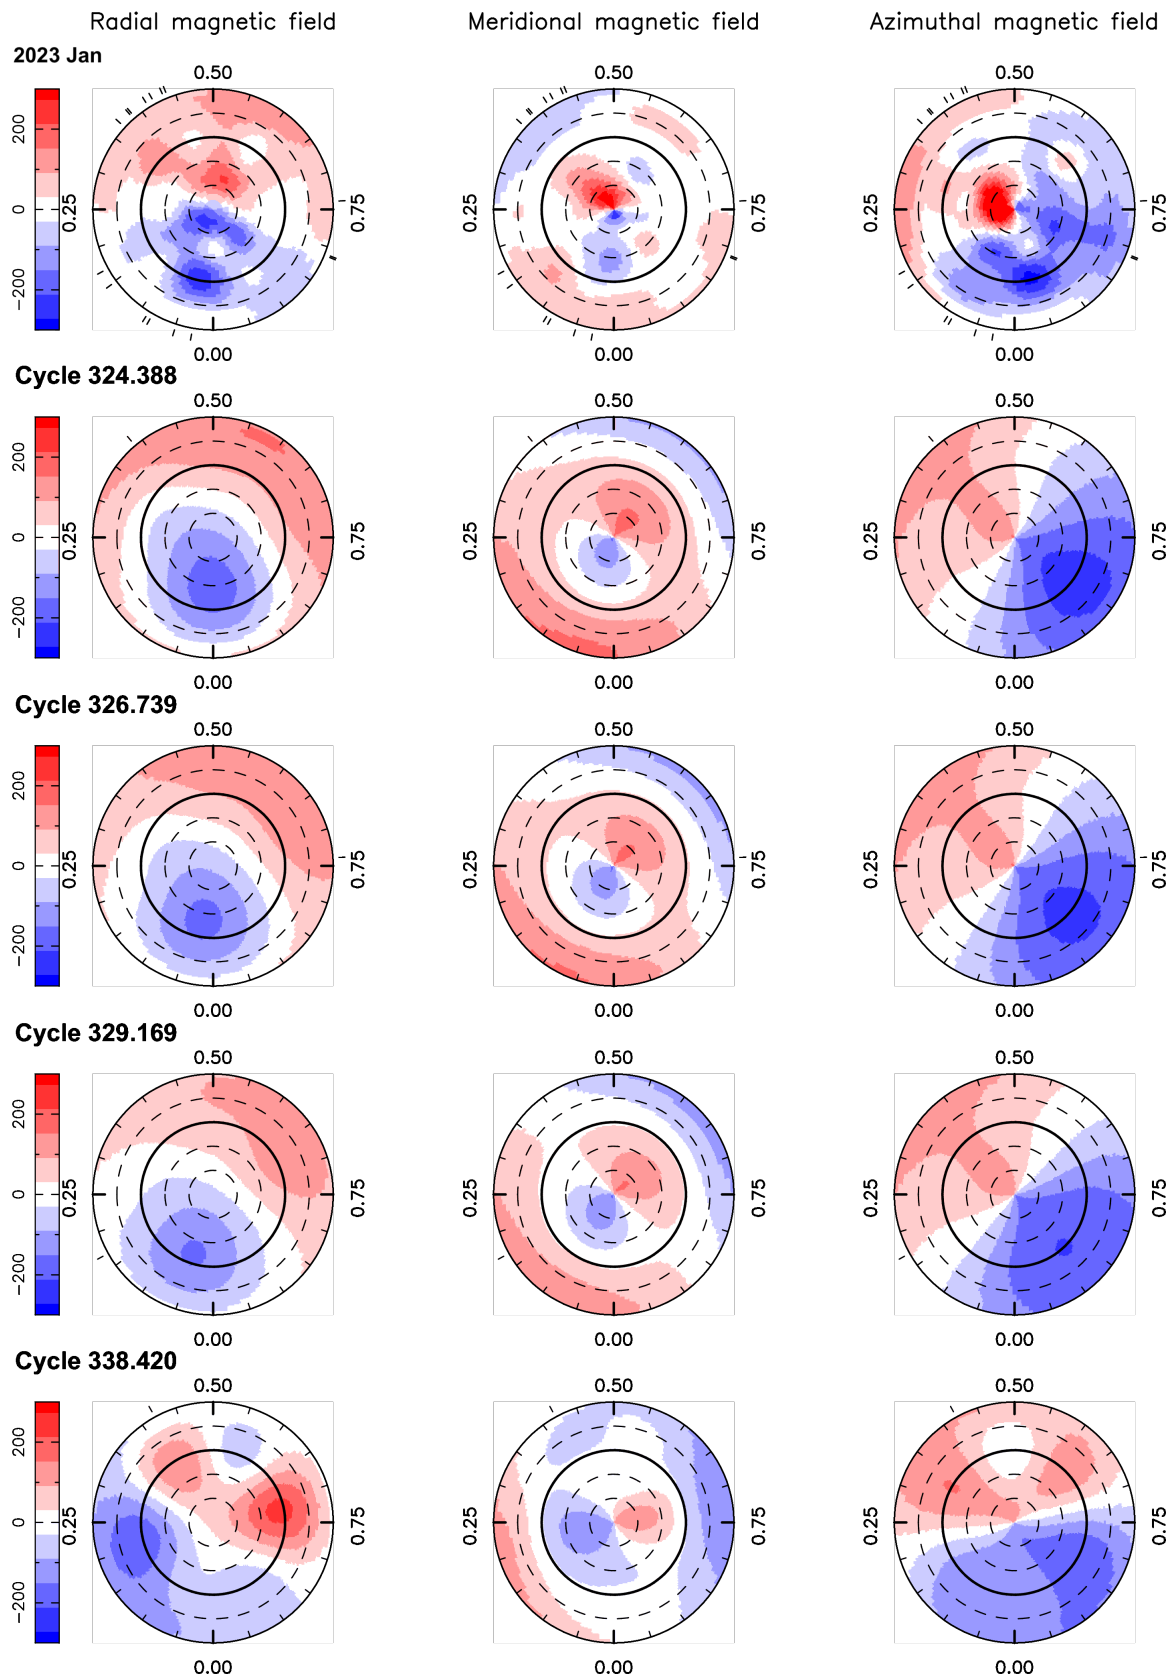 Radial magnetic field Meridional magnetic field Azimuthal magnetic field
2023 Jan
0.50 0.50 0.50
200 0 −200
0.25 0.75 0.25 0.75 0.25 0.75
0.00 0.00 0.00
Cycle 324.388
0.50 0.50 0.50
200 0 −200
0.25 0.75 0.25 0.75 0.25 0.75
0.00 0.00 0.00
Cycle 326.739
0.50 0.50 0.50
200 0 −200
0.25 0.75 0.25 0.75 0.25 0.75
0.00 0.00 0.00
Cycle 329.169
0.50 0.50 0.50
200 0 −200
0.25 0.75 0.25 0.75 0.25 0.75
0.00 0.00 0.00
Cycle 338.420
0.50 0.50 0.50
200 0 −200
0.25 0.75 0.25 0.75 0.25 0.75
0.00 0.00 0.00